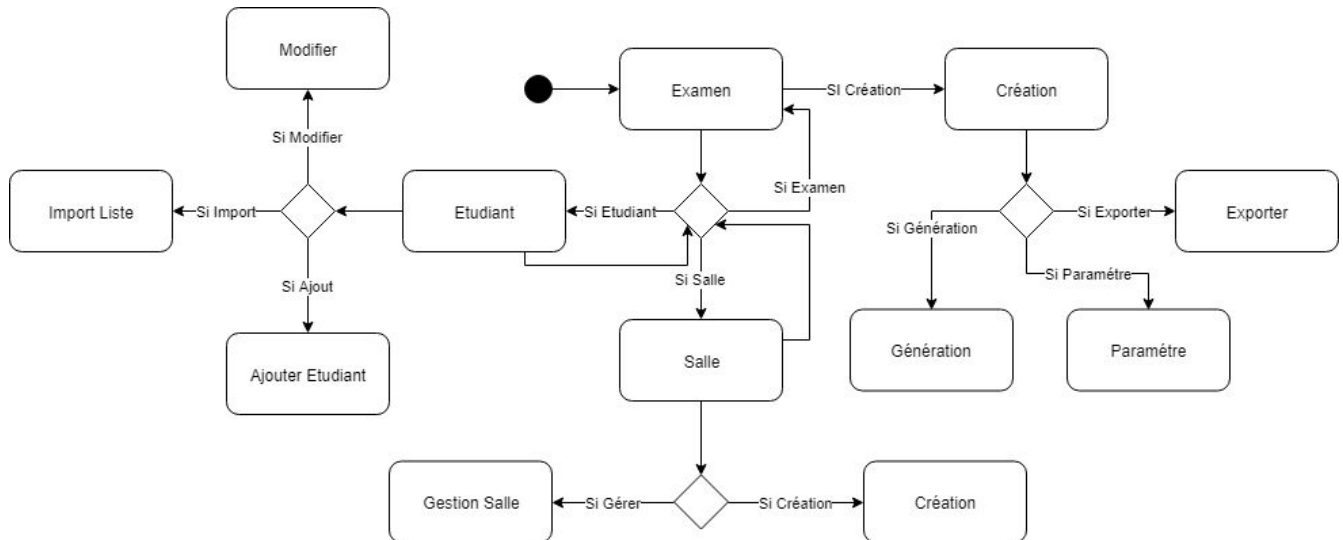 Modifier
Examen
SI Création
Création
Si Modifier
Import Liste
Si Import
Etudiant
Si Etudiant
Si Examen
Si Génération
Si Exporter
Exporter
Si Ajout
Si Salle
Si Paramétre
Ajouter Etudiant
Salle
Génération
Paramétre
Gestion Salle
Si Gérer
Si Création
Création